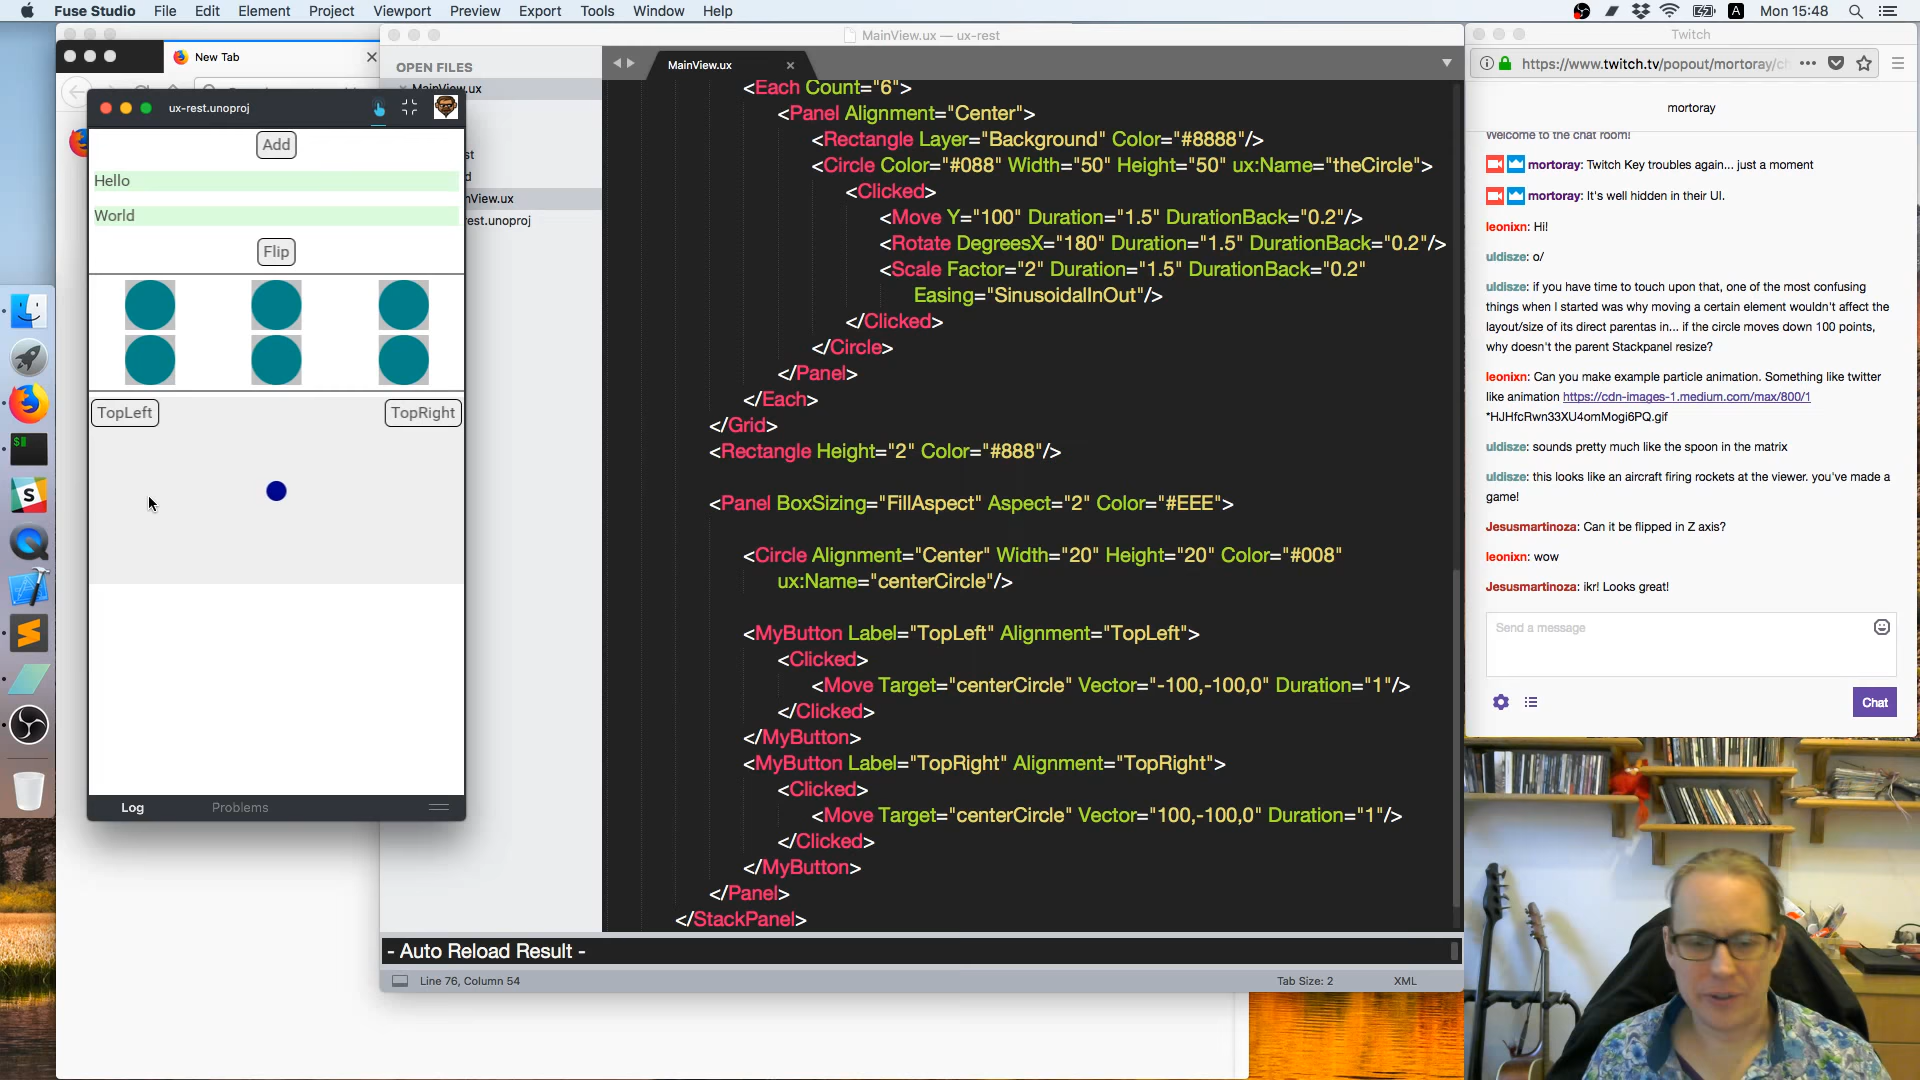 Fuse Studio File Edit Element Project Viewport Preview Export Tools Window Help
A Mon 15:48
New Tab
ux-rest.unoproj
Add
Hello
World
Flip
TopLeft TopRight
Log Problems
MainView.ux — ux-rest
OPEN FILES
MainView.ux
MainView.ux
<Each Count="6">
<Panel Alignment="Center">
<Rectangle Layer="Background" Color="#8888"/>
<Circle Color="#088" Width="50" Height="50" ux:Name="theCircle">
<Clicked>
<Move Y="100" Duration="1.5" DurationBack="0.2"/>
<Rotate DegreesX="180" Duration="1.5" DurationBack="0.2"/>
<Scale Factor="2" Duration="1.5" DurationBack="0.2"
Easing="SinusoidalInOut"/>
</Clicked>
</Circle>
</Panel>
</Each>
</Grid>
<Rectangle Height="2" Color="#888"/>
<Panel BoxSizing="FillAspect" Aspect="2" Color="#EEE">
<Circle Alignment="Center" Width="20" Height="20" Color="#008"
ux:Name="centerCircle"/>
<MyButton Label="TopLeft" Alignment="TopLeft">
<Clicked>
<Move Target="centerCircle" Vector="-100,-100,0" Duration="1"/>
</Clicked>
</MyButton>
<MyButton Label="TopRight" Alignment="TopRight">
<Clicked>
<Move Target="centerCircle" Vector="100,-100,0" Duration="1"/>
</Clicked>
</MyButton>
</Panel>
</StackPanel>
- Auto Reload Result -
Line 76, Column 54 Tab Size: 2 XML
Twitch
https://www.twitch.tv/popout/mortoray/ch
mortoray
Welcome to the chat room!
mortoray: Twitch Key troubles again... just a moment
mortoray: It's well hidden in their UI.
leonixn: Hi!
uldisze: o/
uldisze: if you have time to touch upon that, one of the most confusing
things when I started was why moving a certain element wouldn't affect the
layout/size of its direct parentas in... if the circle moves down 100 points,
why doesn't the parent Stackpanel resize?
leonixn: Can you make example particle animation. Something like twitter
like animation https://cdn-images-1.medium.com/max/800/1
*HJHfcRwn33XU4omMogi6PQ.gif
uldisze: sounds pretty much like the spoon in the matrix
uldisze: this looks like an aircraft firing rockets at the viewer. you've made a
game!
Jesusmartinoza: Can it be flipped in Z axis?
leonixn: wow
Jesusmartinoza: ikr! Looks great!
Send a message
Chat